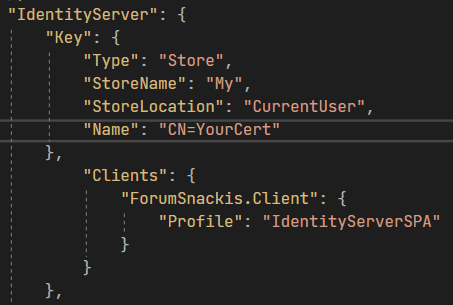 "IdentityServer": {
"Key": {
"Type": "Store",
"StoreName": "My",
"StoreLocation": "CurrentUser",
"Name": "CN=YourCert"
},
"Clients": {
"ForumSnackis.Client": {
"Profile": "IdentityServerSPA"
}
}
},